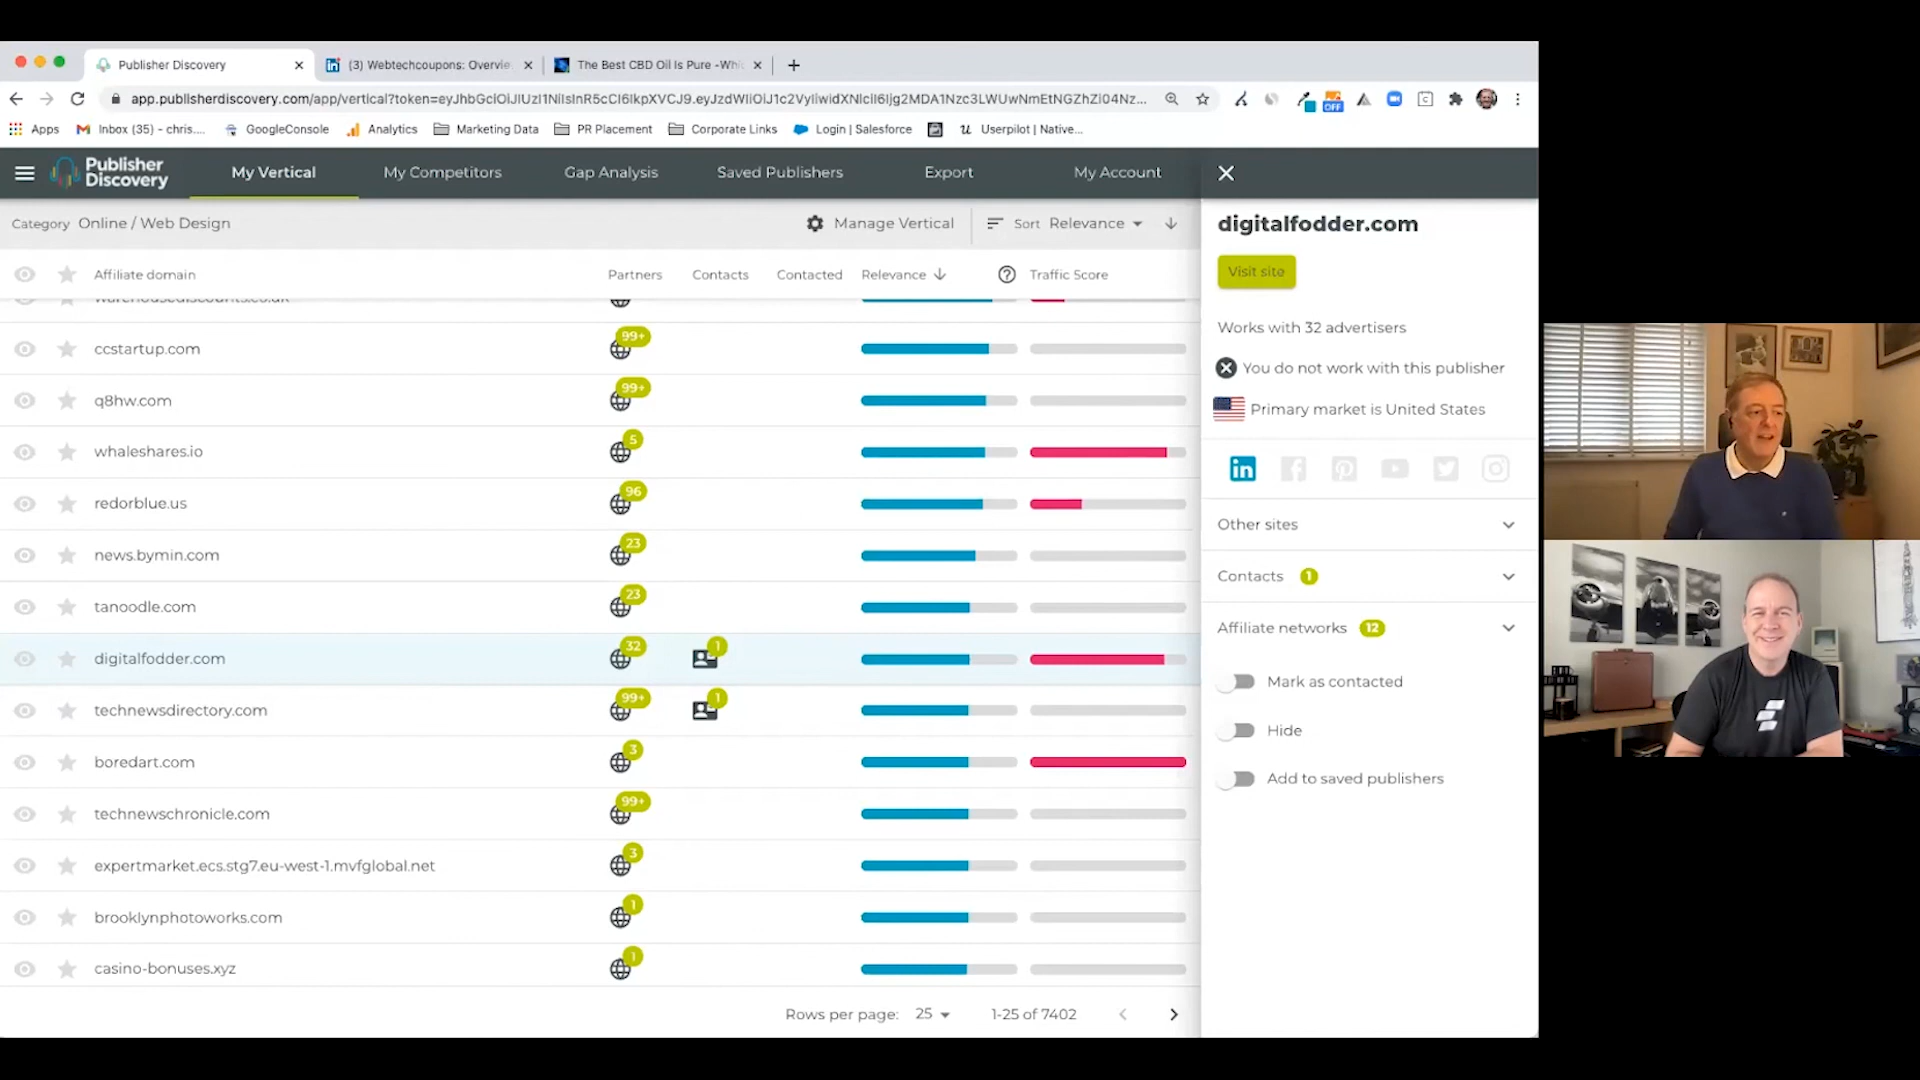 Publisher Discovery
(3) Webtechcoupons: Overvie
The Best CBD Oil Is Pure -Whi
app.publisherdiscovery.com/app/vertical?token=
OFF
Apps
Inbox (35) - chris....
GoogleConsole
Analytics
Marketing Data
PR Placement
Corporate Links
Login | Salesforce
Userpilot | Native...
Publisher
Discovery
My Vertical
My Competitors
Gap Analysis
Saved Publishers
Export
My Account
Category Online / Web Design
Manage Vertical
Sort Relevance
Affiliate domain
Partners
Contacts
Contacted
Relevance
Traffic Score
warehousediscounts.co.uk
ccstartup.com 99+
q8hw.com 99+
whaleshares.io 5
redorblue.us 96
news.bymin.com 23
tanoodle.com 23
digitalfodder.com 32 1
technewsdirectory.com 99+ 1
boredart.com 3
technewschronicle.com 99+
expertmarket.ecs.stg7.eu-west-1.mvfglobal.net 3
brooklynphotoworks.com 1
casino-bonuses.xyz 1
Rows per page: 25 1-25 of 7402
digitalfodder.com
Visit site
Works with 32 advertisers
You do not work with this publisher
Primary market is United States
Other sites
Contacts 1
Affiliate networks 12
Mark as contacted
Hide
Add to saved publishers